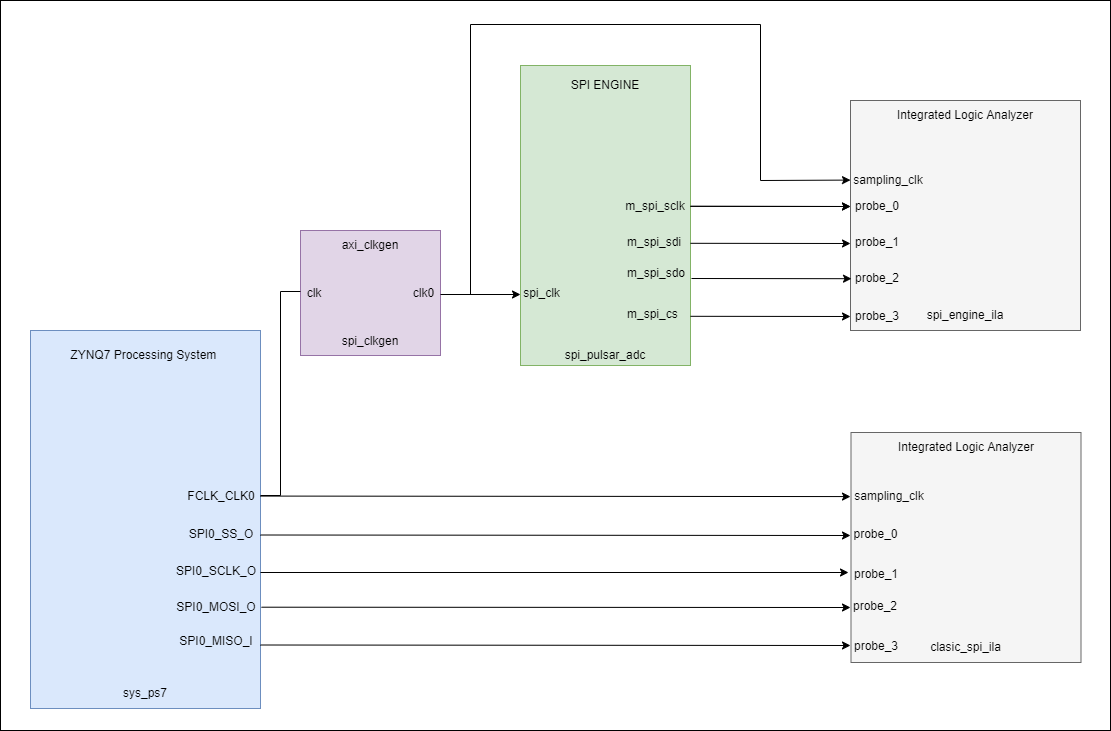 SPI ENGINE
m_spi_sclk
m_spi_sdi
m_spi_sdo
spi_clk
m_spi_cs
spi_pulsar_adc
Integrated Logic Analyzer
sampling_clk
probe_0
probe_1
probe_2
probe_3
spi_engine_ila
axi_clkgen
clk
clk0
spi_clkgen
ZYNQ7 Processing System
FCLK_CLK0
SPI0_SS_O
SPI0_SCLK_O
SPI0_MOSI_O
SPI0_MISO_I
sys_ps7
Integrated Logic Analyzer
sampling_clk
probe_0
probe_1
probe_2
probe_3
clasic_spi_ila